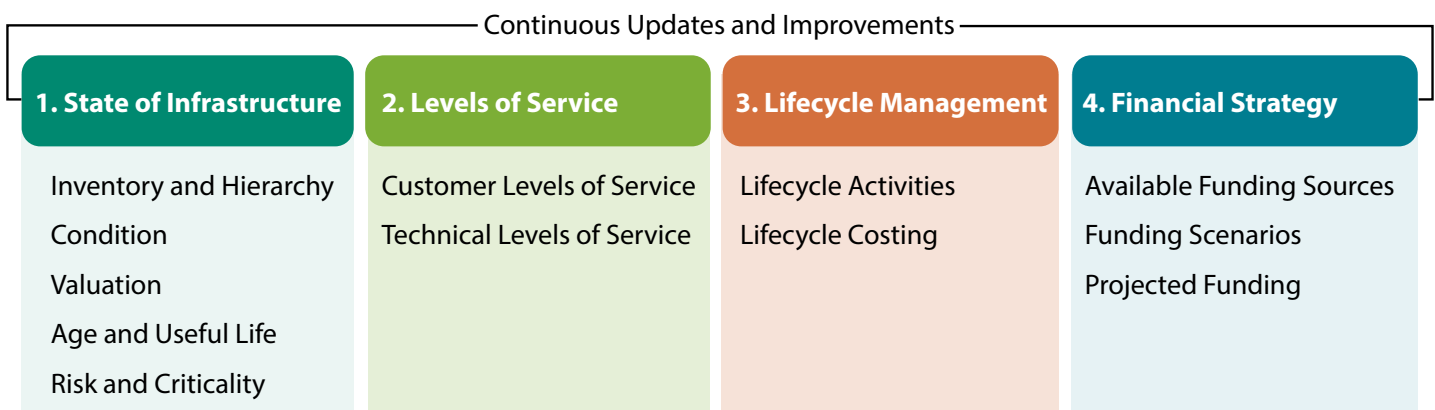 Continuous Updates and Improvements
1. State of Infrastructure
Inventory and Hierarchy
Condition
Valuation
Age and Useful Life
Risk and Criticality
2. Levels of Service
Customer Levels of Service
Technical Levels of Service
3. Lifecycle Management
Lifecycle Activities
Lifecycle Costing
4. Financial Strategy
Available Funding Sources
Funding Scenarios
Projected Funding